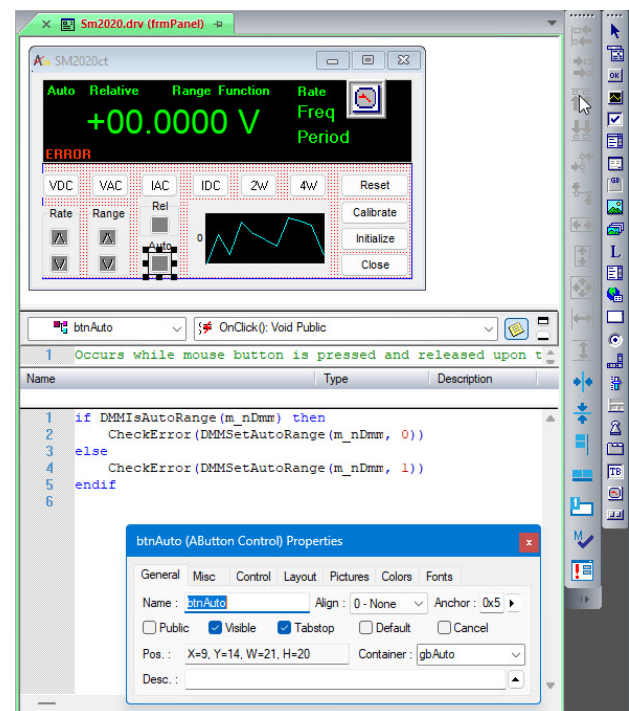 Sm2020.drv (frmPanel)
SM2020ct
Auto Relative Range Function Rate
+00.0000 V
Freq
Period
ERROR
VDC VAC IAC IDC 2W 4W Reset
Rate Range Rel Calibrate
Auto 0 Initialize
Close
btnAuto OnClick(): Void Public
1 Occurs while mouse button is pressed and released upon t
Name Type Description
1 if DMMIsAutoRange(m_nDmm) then
2 CheckError(DMMSetAutoRange(m_nDmm, 0))
3 else
4 CheckError(DMMSetAutoRange(m_nDmm, 1))
5 endif
6
btnAuto (AButton Control) Properties
General Misc Control Layout Pictures Colors Fonts
Name : btnAuto Align : 0 - None Anchor : 0x5
Public Visible Tabstop Default Cancel
Pos. : X=9, Y=14, W=21, H=20 Container : gbAuto
Desc. :
OK
GB
L
TB
1
M